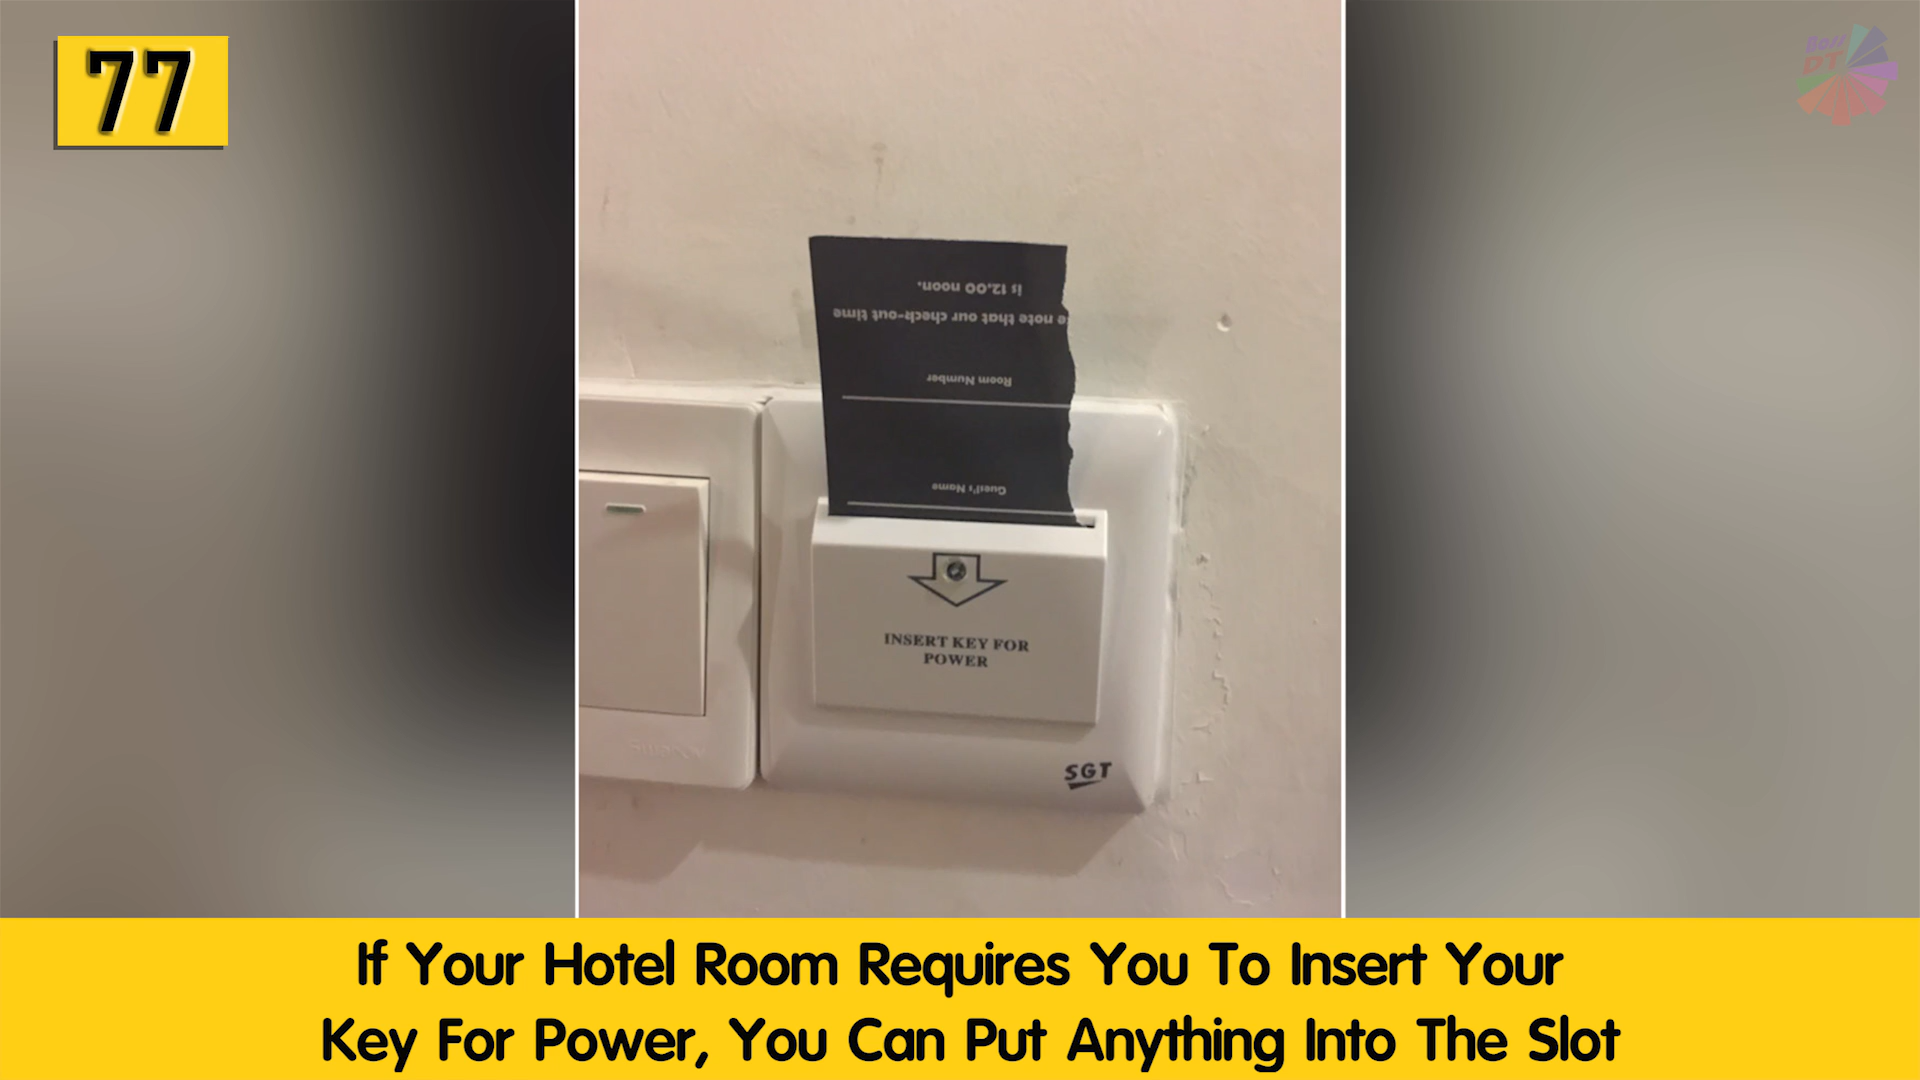 77
Boil
DT
is 12.00 noon.
e note that our check-out time
Room Number
Guest's Name
INSERT KEY FOR
POWER
SGT
If Your Hotel Room Requires You To Insert Your
Key For Power, You Can Put Anything Into The Slot